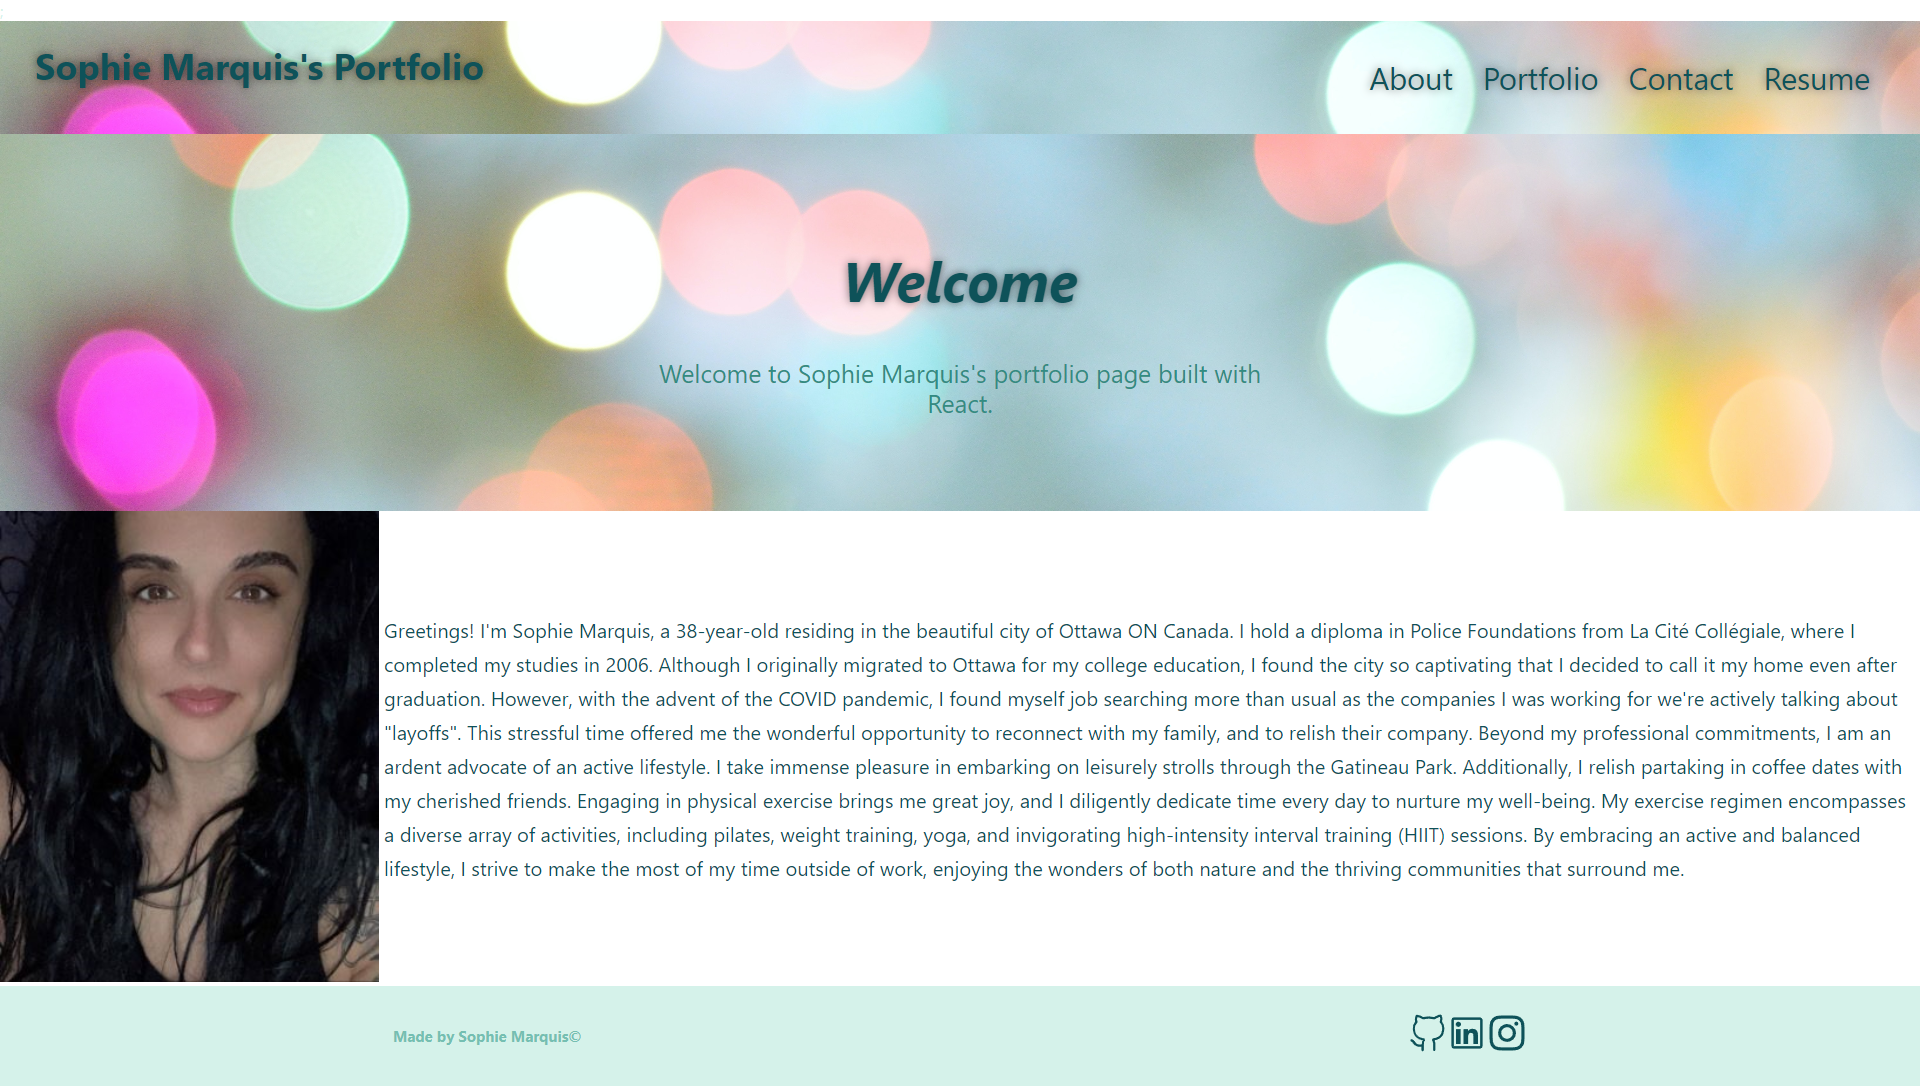 ;
Sophie Marquis's Portfolio
About Portfolio Contact Resume
Welcome
Welcome to Sophie Marquis's portfolio page built with
React.
Greetings! I'm Sophie Marquis, a 38-year-old residing in the beautiful city of Ottawa ON Canada. I hold a diploma in Police Foundations from La Cité Collégiale, where I
completed my studies in 2006. Although I originally migrated to Ottawa for my college education, I found the city so captivating that I decided to call it my home even after
graduation. However, with the advent of the COVID pandemic, I found myself job searching more than usual as the companies I was working for we're actively talking about
"layoffs". This stressful time offered me the wonderful opportunity to reconnect with my family, and to relish their company. Beyond my professional commitments, I am an
ardent advocate of an active lifestyle. I take immense pleasure in embarking on leisurely strolls through the Gatineau Park. Additionally, I relish partaking in coffee dates with
my cherished friends. Engaging in physical exercise brings me great joy, and I diligently dedicate time every day to nurture my well-being. My exercise regimen encompasses
a diverse array of activities, including pilates, weight training, yoga, and invigorating high-intensity interval training (HIIT) sessions. By embracing an active and balanced
lifestyle, I strive to make the most of my time outside of work, enjoying the wonders of both nature and the thriving communities that surround me.
Made by Sophie Marquis©
in